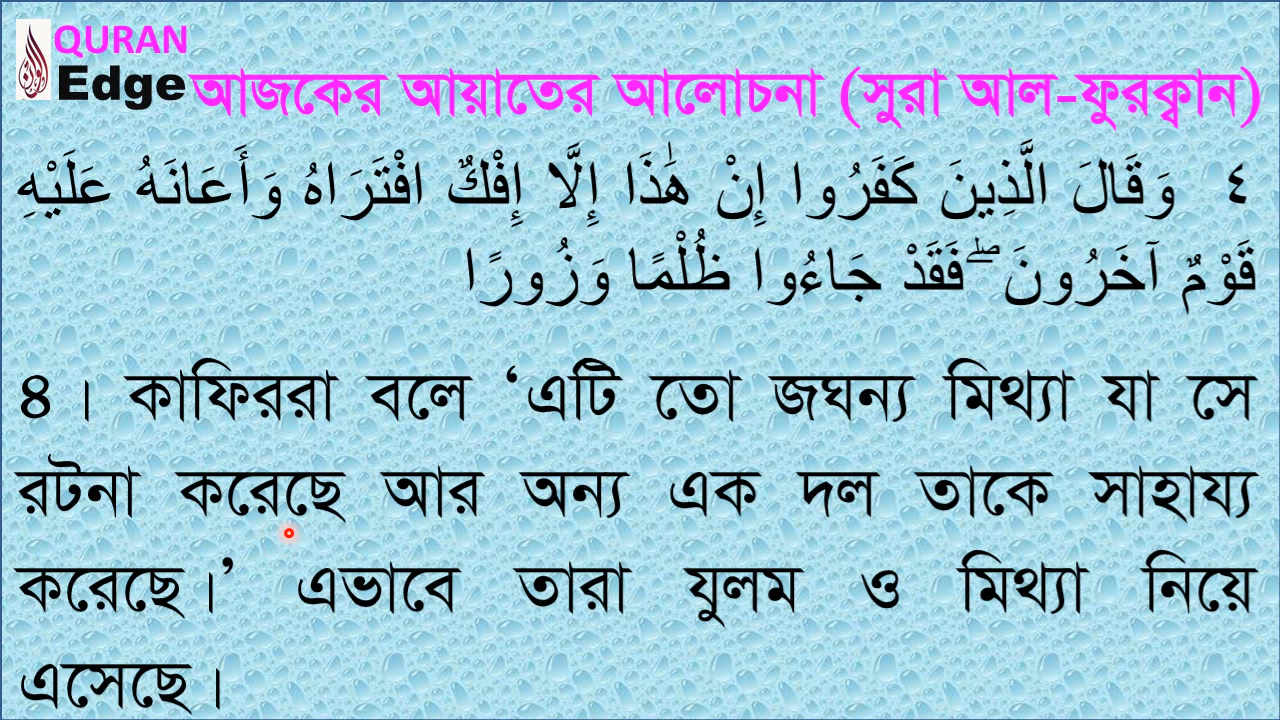 QURAN
Edge
আজকের আয়াতের আলোচনা (সুরা আল-ফুরক্বান)
٤ وَقَالَ الَّذِينَ كَفَرُوا إِنْ هَٰذَا إِلَّا إِفْكٌ افْتَرَاهُ وَأَعَانَهُ عَلَيْهِ
قَوْمٌ آخَرُونَ ۖ فَقَدْ جَاءُوا ظُلْمًا وَزُورًا
৪। কাফিররা বলে ‘এটি তো জঘন্য মিথ্যা যা সে
রটনা করেছে আর অন্য এক দল তাকে সাহায্য
করেছে।’ এভাবে তারা যুলম ও মিথ্যা নিয়ে
এসেছে।